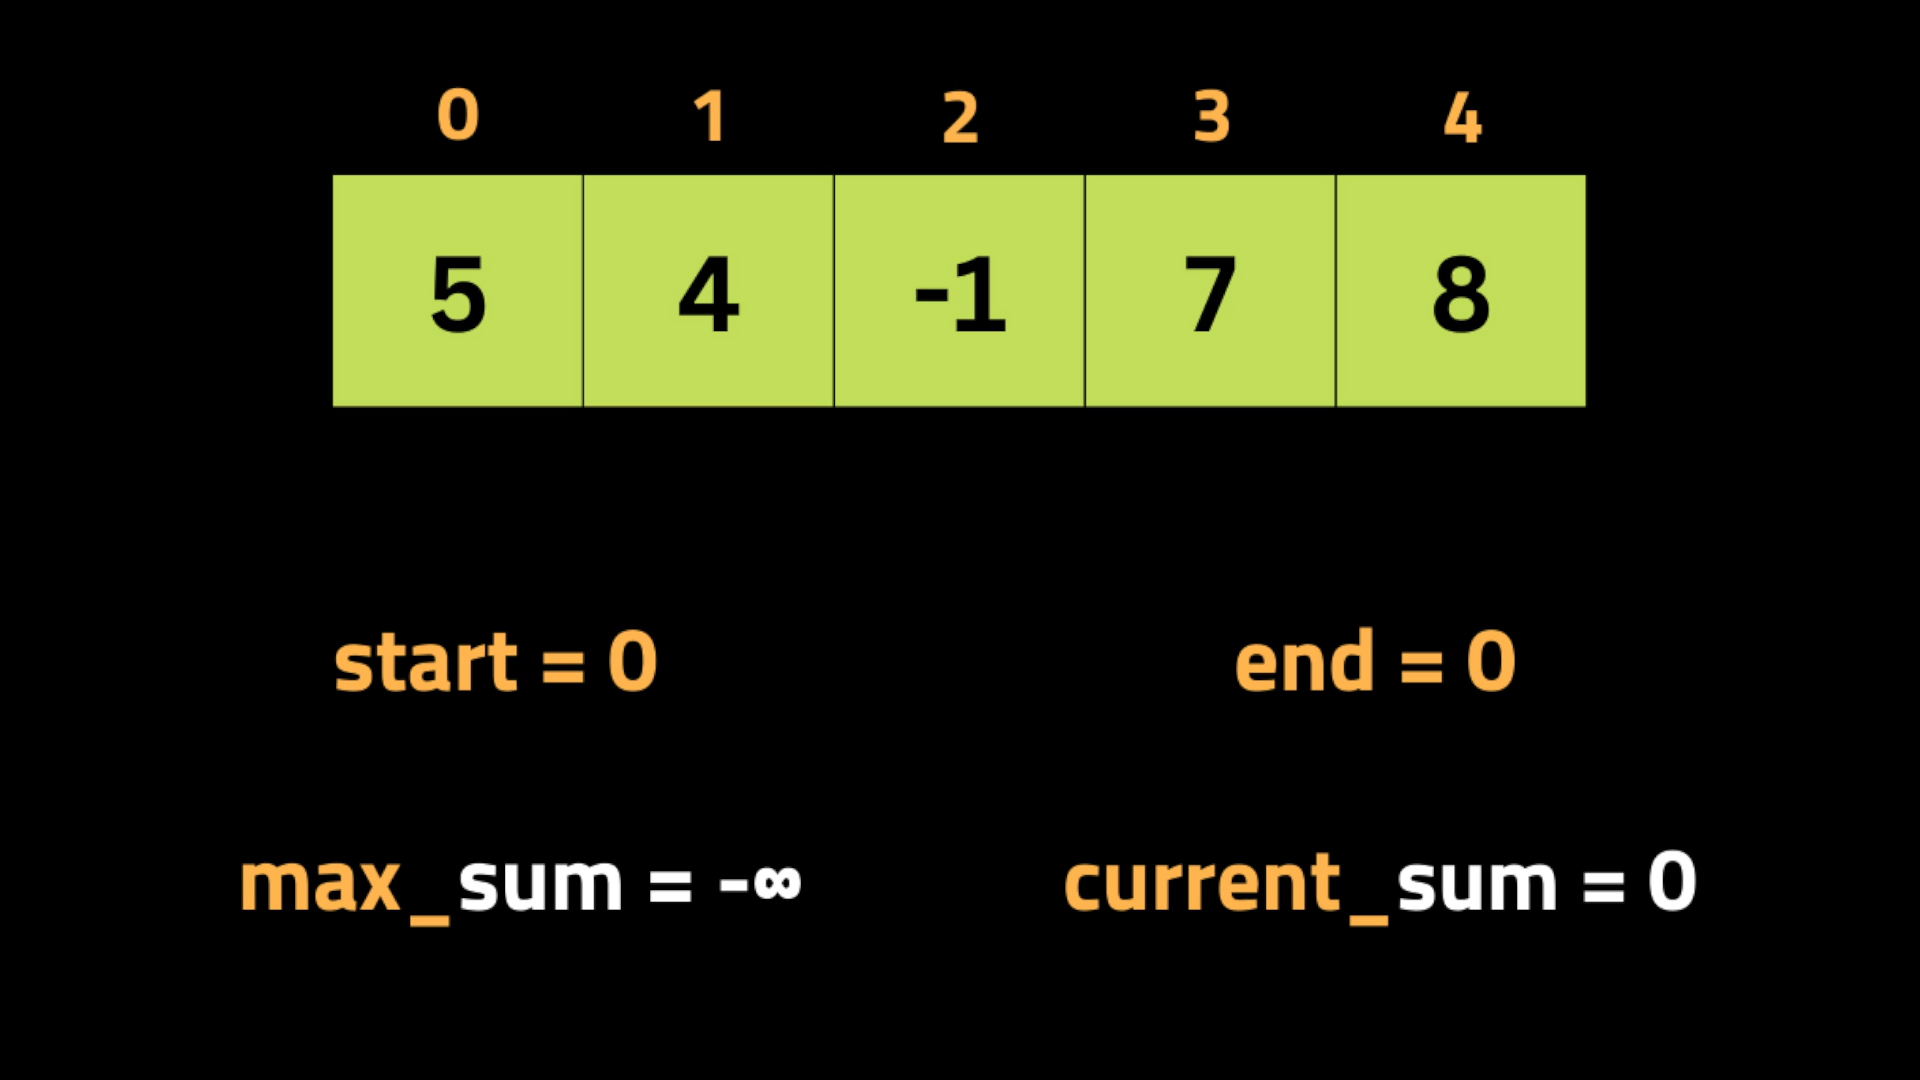 0 1 2 3 4
5 4 -1 7 8
start = 0 end = 0
max_sum = -∞ current_sum = 0